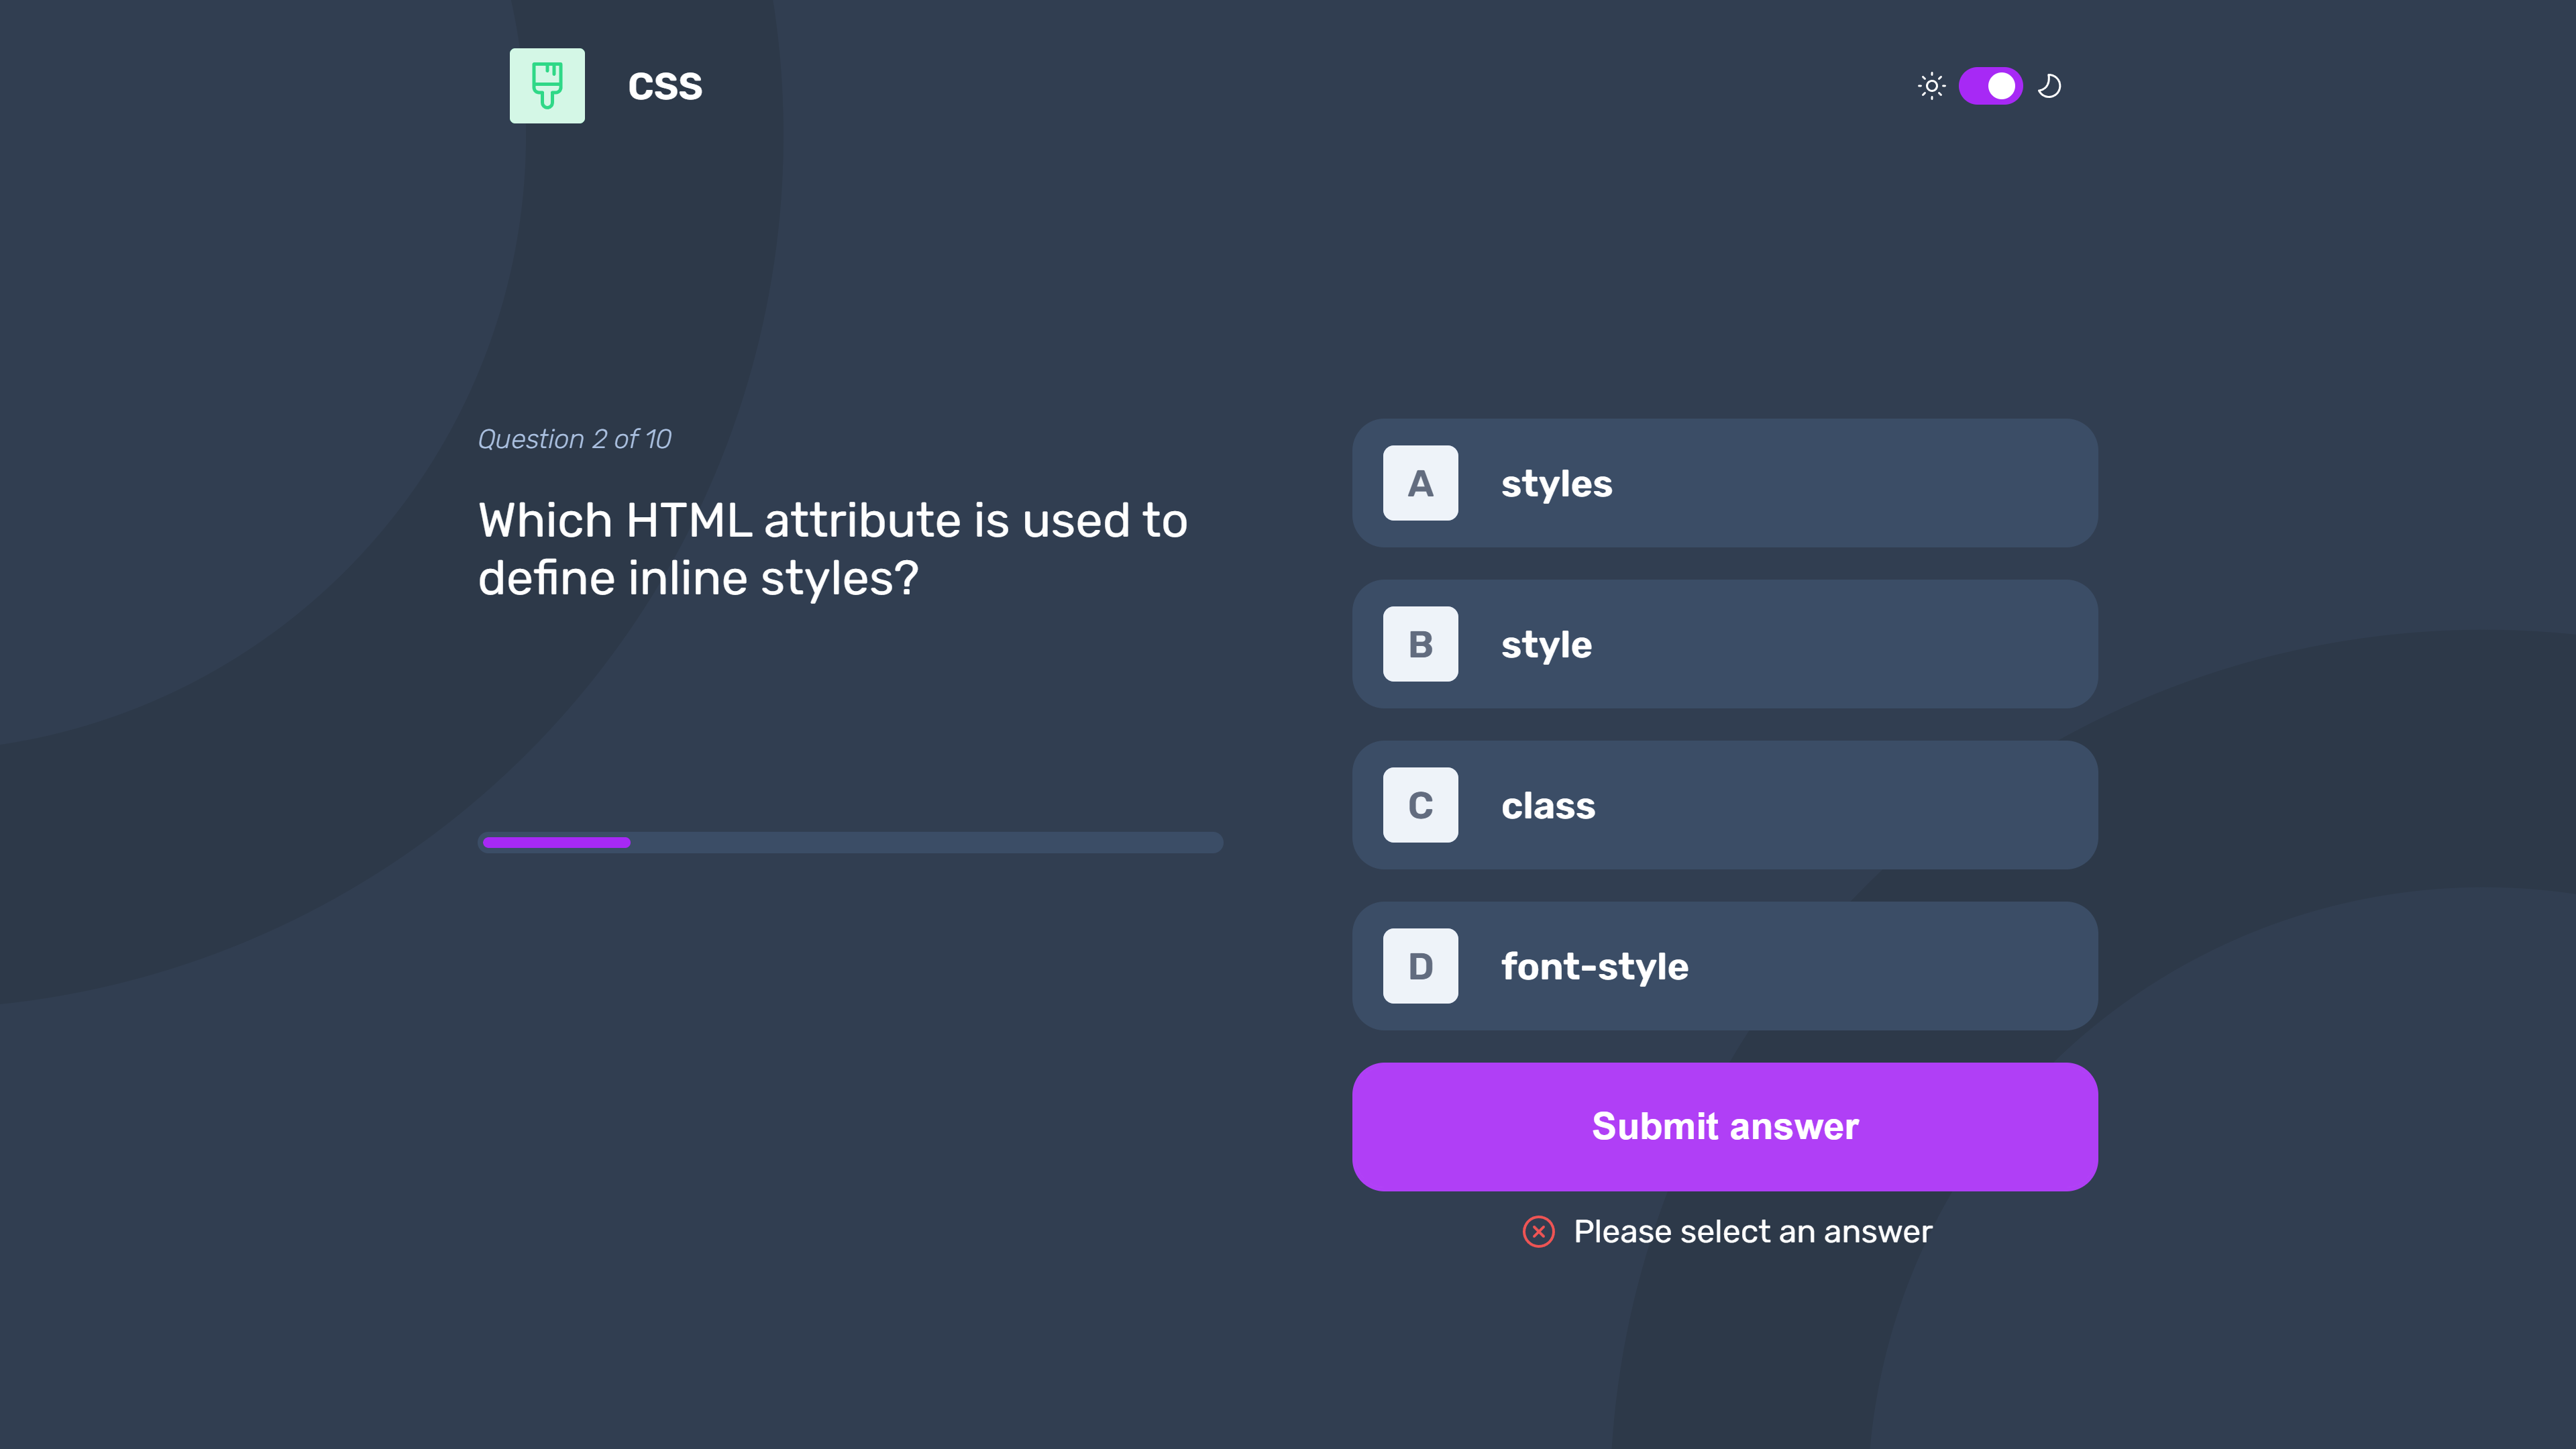 CSS
Question 2 of 10
Which HTML attribute is used to
define inline styles?
A styles
B style
C class
D font-style
Submit answer
Please select an answer